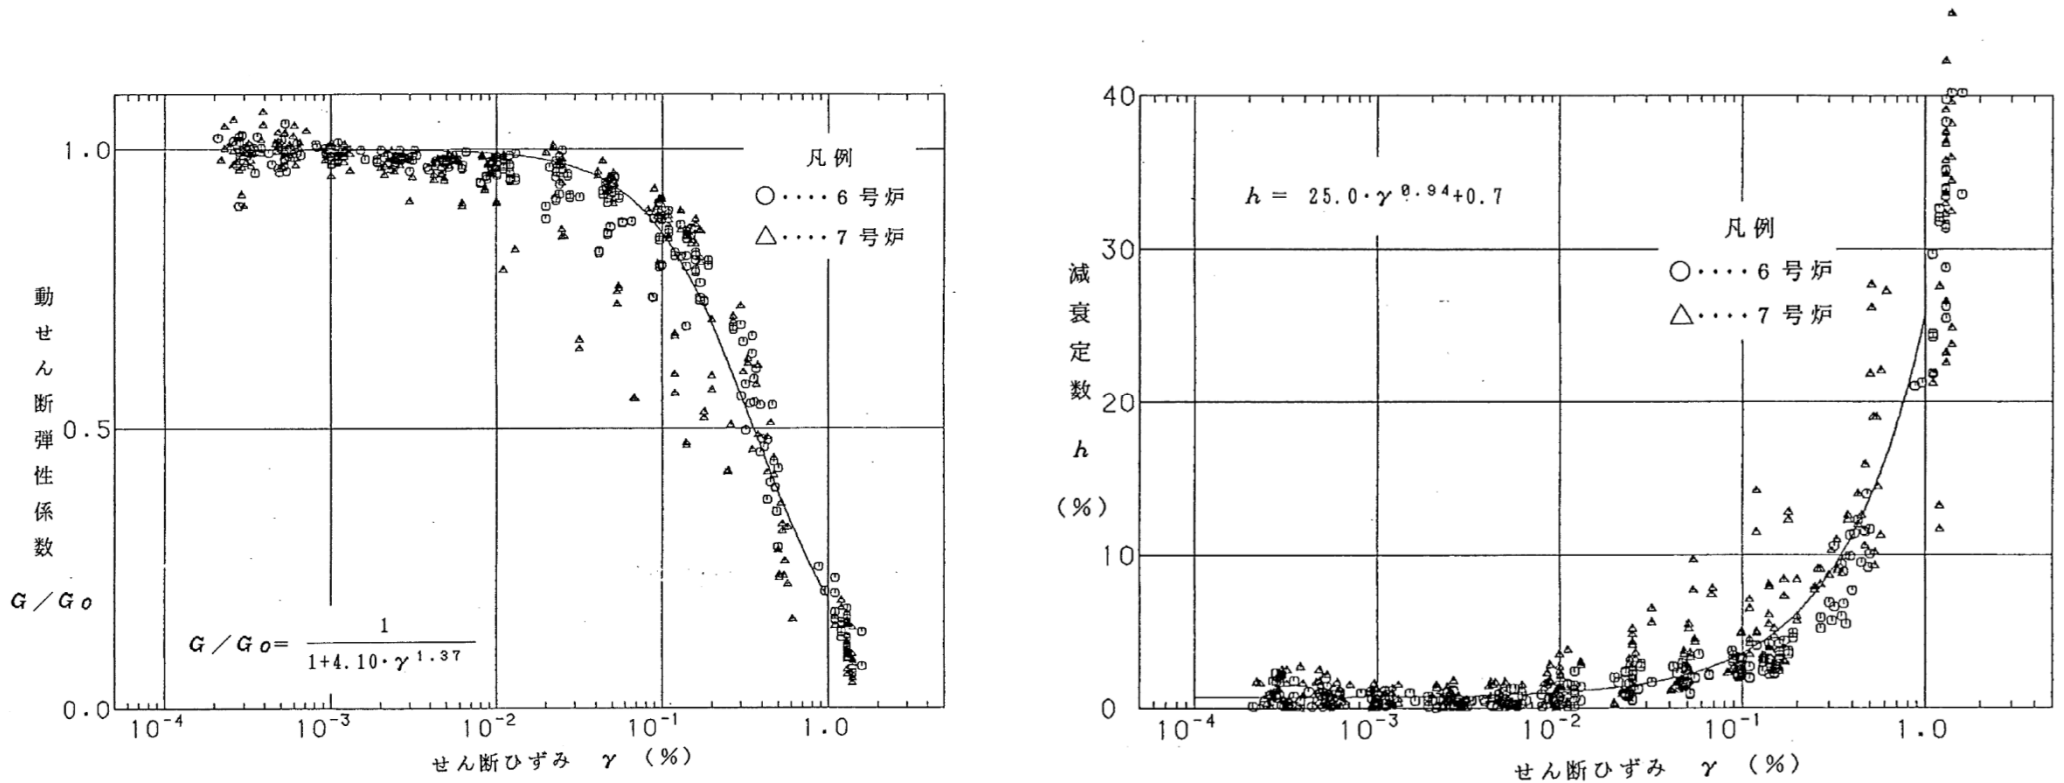 1.0
0.5
0.0
動せん断弾性係数
G／Go
凡例
○‥‥6号炉
△‥‥7号炉
G／Go= 1
1+4.10·γ^1.37
10^-4 10^-3 10^-2 10^-1 1.0
せん断ひずみ γ (％)
40
30
20
10
0
減衰定数 h (％)
h = 25.0·γ^0.94+0.7
凡例
○‥‥6号炉
△‥‥7号炉
10^-4 10^-3 10^-2 10^-1 1.0
せん断ひずみ γ (％)